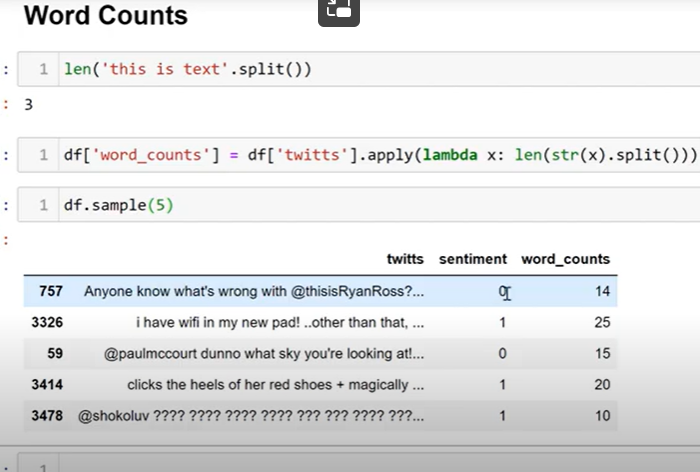 Word Counts
: 1 len('this is text'.split())
: 3
: 1 df['word_counts'] = df['twitts'].apply(lambda x: len(str(x).split()))
: 1 df.sample(5)
:
twitts sentiment word_counts
757 Anyone know what's wrong with @thisisRyanRoss?... 0 14
3326 i have wifi in my new pad! ..other than that, ... 1 25
59 @paulmccourt dunno what sky you're looking at!... 0 15
3414 clicks the heels of her red shoes + magically ... 1 20
3478 @shokoluv ???? ???? ???? ???? ??? ??? ???? ???... 1 10
: 1